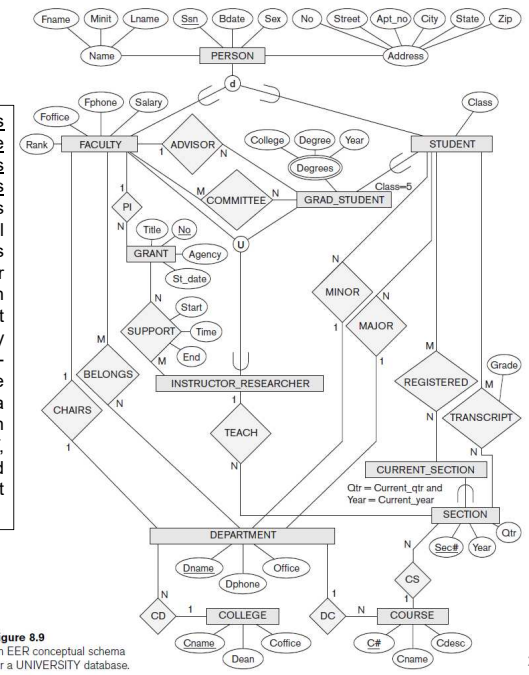 Fname Minit Lname Ssn Bdate Sex No Street Apt_no City State Zip
Name PERSON Address
d
Fphone Salary Class
Foffice
Rank FACULTY ADVISOR College Degree Year STUDENT
1 N
Degrees
Class=5
1 M COMMITTEE N GRAD_STUDENT
PI
N Title No U
GRANT Agency
St_date
N
N Start MINOR N
SUPPORT Time 1 MAJOR
M End M
M 1 REGISTERED Grade
BELONGS INSTRUCTOR_RESEARCHER M
1 N 1 N TRANSCRIPT
CHAIRS TEACH N
1 N CURRENT_SECTION
Qtr = Current_qtr and
Year = Current_year
SECTION
DEPARTMENT Qtr
N Sec# Year
Dname Office
Dphone CS
N 1 1
CD 1 COLLEGE DC N COURSE
Cname Coffice C# Cdesc
Dean Cname
igure 8.9
n EER conceptual schema
r a UNIVERSITY database.